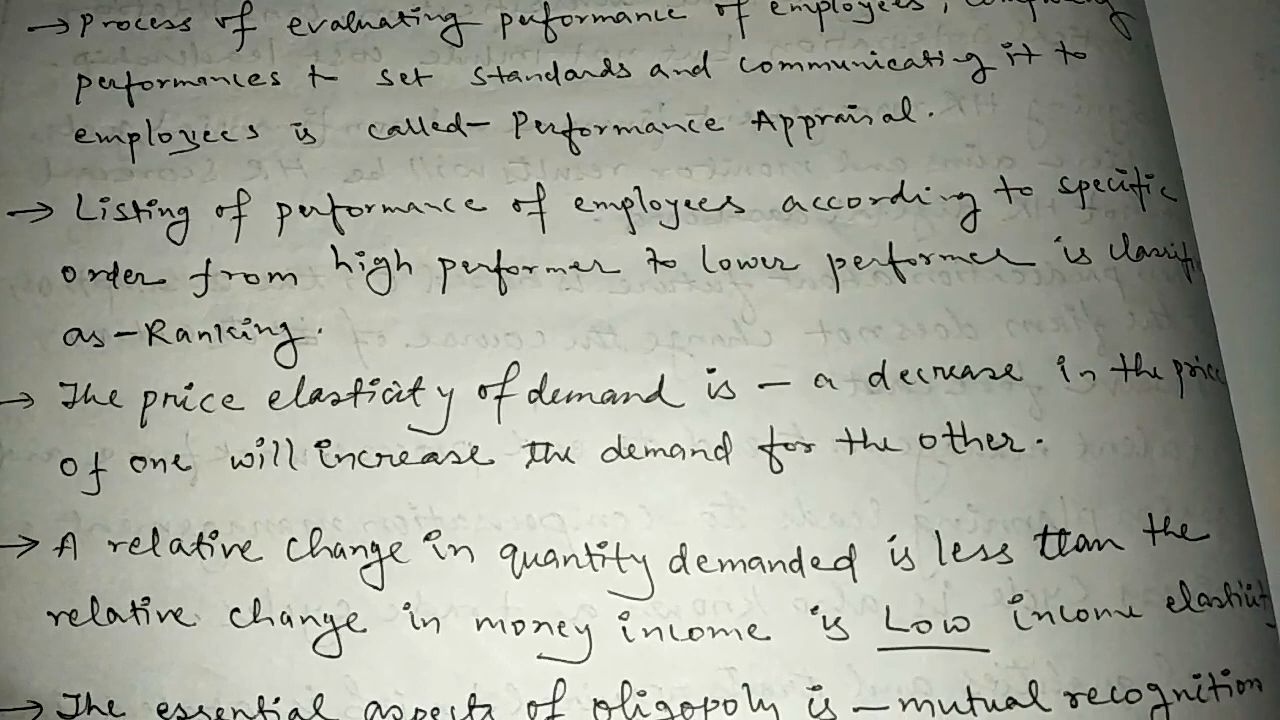 → Process of evaluating performance of employees, comparing
performances to set standards and communicating it to
employees is called- Performance Appraisal.
→ Listing of performance of employees according to specific
order from high performer to lower performer is
as - Ranking.
→ The price elasticity of demand is - a decrease in the price
of one will increase the demand for the other.
→ A relative change in quantity demanded is less than the
relative change in money income is Low income elasticity
→ The essential aspects of oligopoly is - mutual recognition